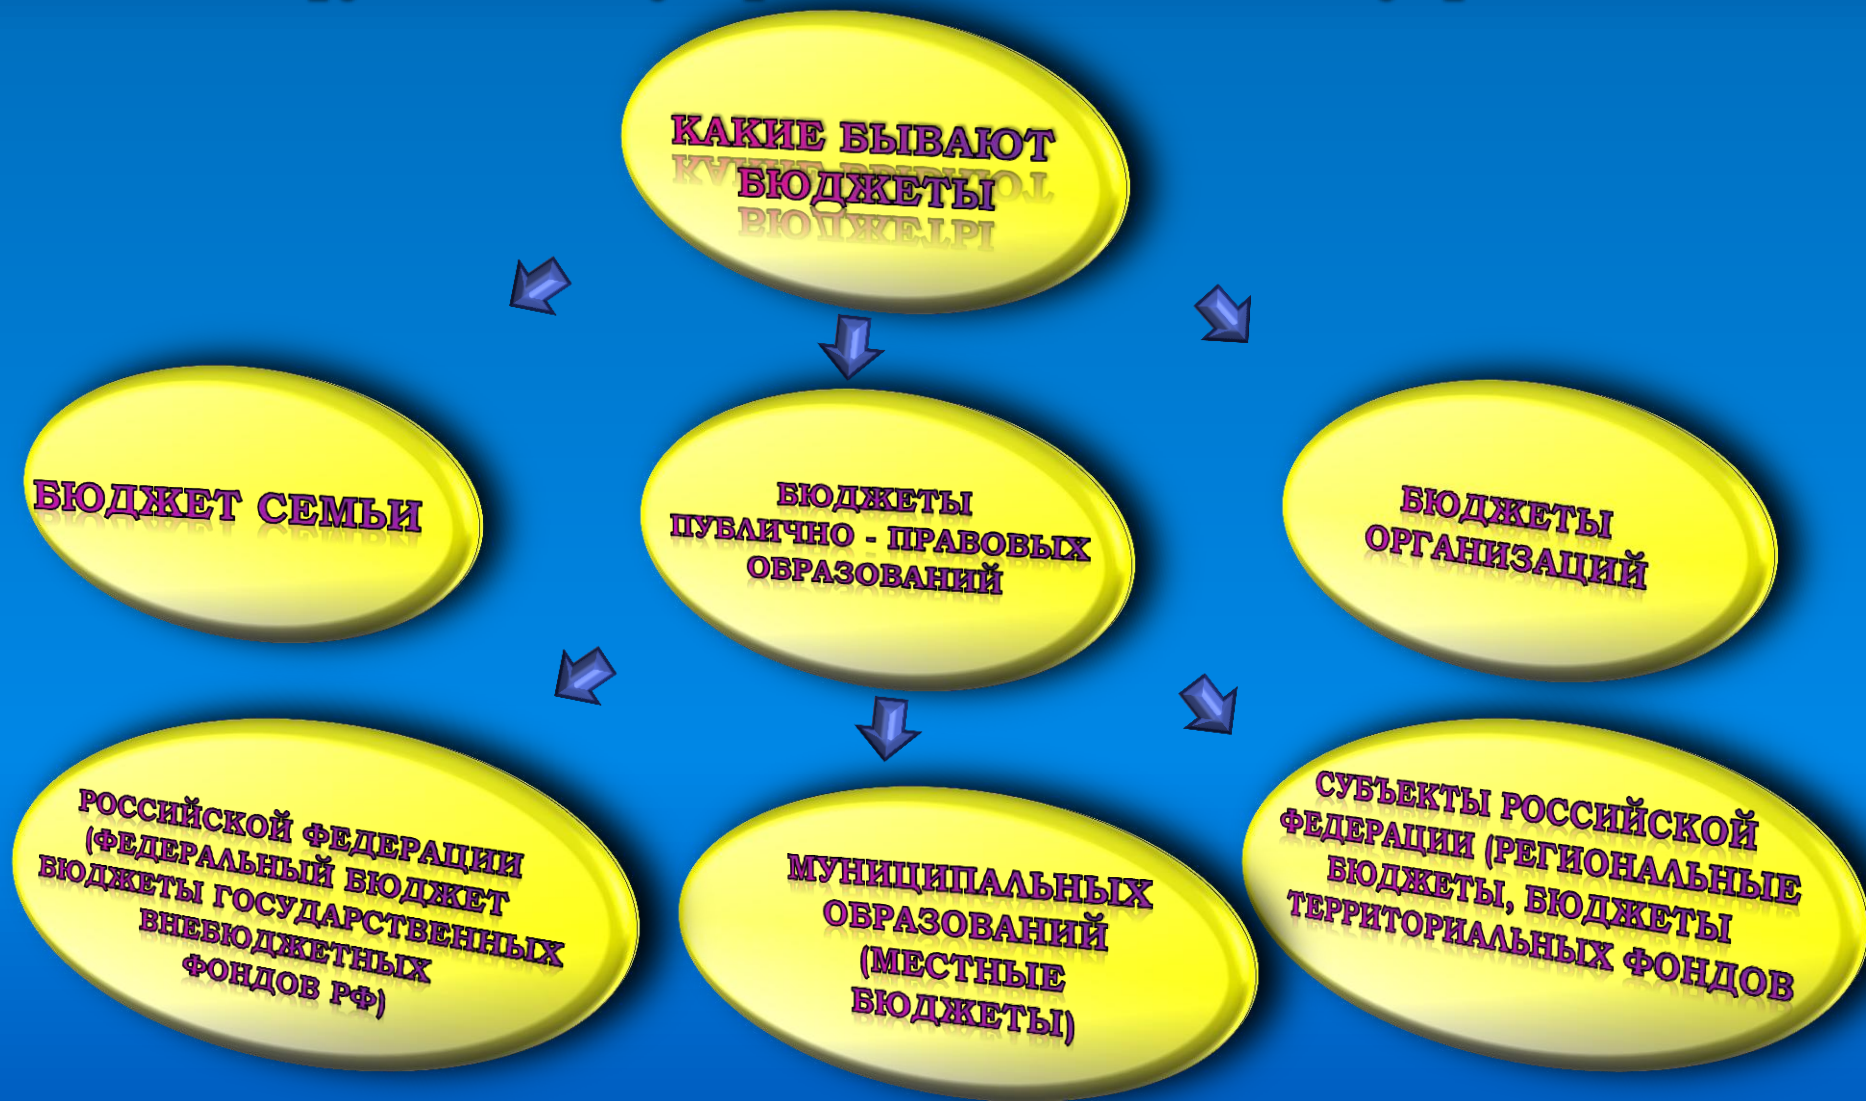 КАКИЕ БЫВАЮТ
БЮДЖЕТЫ
БЮДЖЕТ СЕМЬИ
БЮДЖЕТЫ
ПУБЛИЧНО - ПРАВОВЫХ
ОБРАЗОВАНИЙ
БЮДЖЕТЫ
ОРГАНИЗАЦИЙ
РОССИЙСКОЙ ФЕДЕРАЦИИ
(ФЕДЕРАЛЬНЫЙ БЮДЖЕТ
БЮДЖЕТЫ ГОСУДАРСТВЕННЫХ
ВНЕБЮДЖЕТНЫХ
ФОНДОВ РФ)
МУНИЦИПАЛЬНЫХ
ОБРАЗОВАНИЙ
(МЕСТНЫЕ
БЮДЖЕТЫ)
СУБЪЕКТЫ РОССИЙСКОЙ
ФЕДЕРАЦИИ (РЕГИОНАЛЬНЫЕ
БЮДЖЕТЫ, БЮДЖЕТЫ
ТЕРРИТОРИАЛЬНЫХ ФОНДОВ